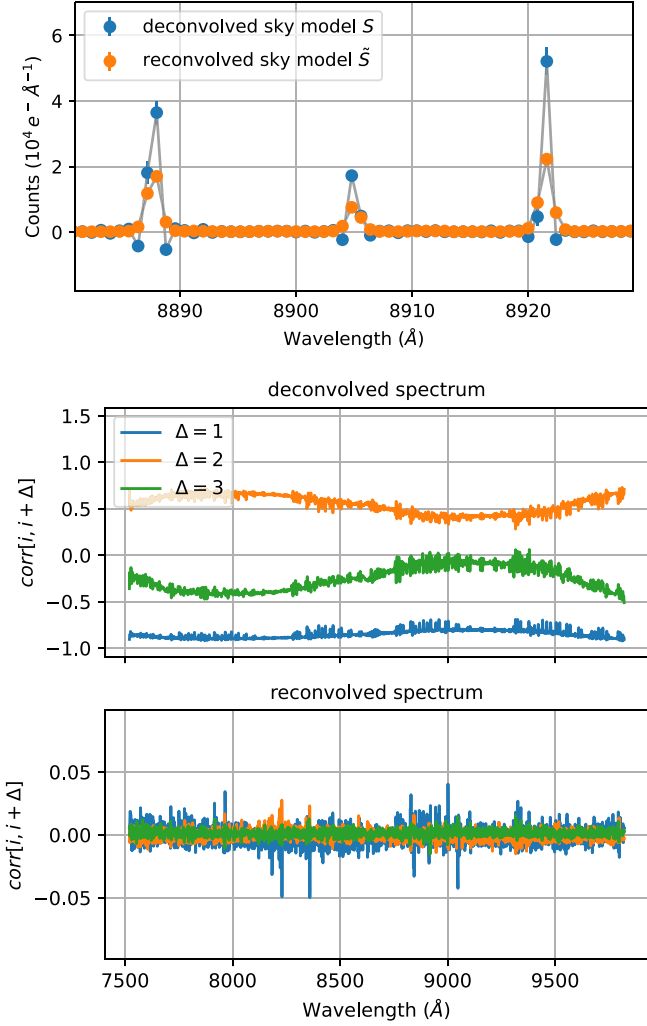 6
4
2
0
Counts (10⁴ e− Å⁻¹)
deconvolved sky model S
reconvolved sky model S̃
8890 8900 8910 8920
Wavelength (Å)
deconvolved spectrum
1.5
1.0
0.5
0.0
−0.5
−1.0
corr[i, i + Δ]
Δ = 1
Δ = 2
Δ = 3
reconvolved spectrum
0.05
0.00
−0.05
corr[i, i + Δ]
7500 8000 8500 9000 9500
Wavelength (Å)